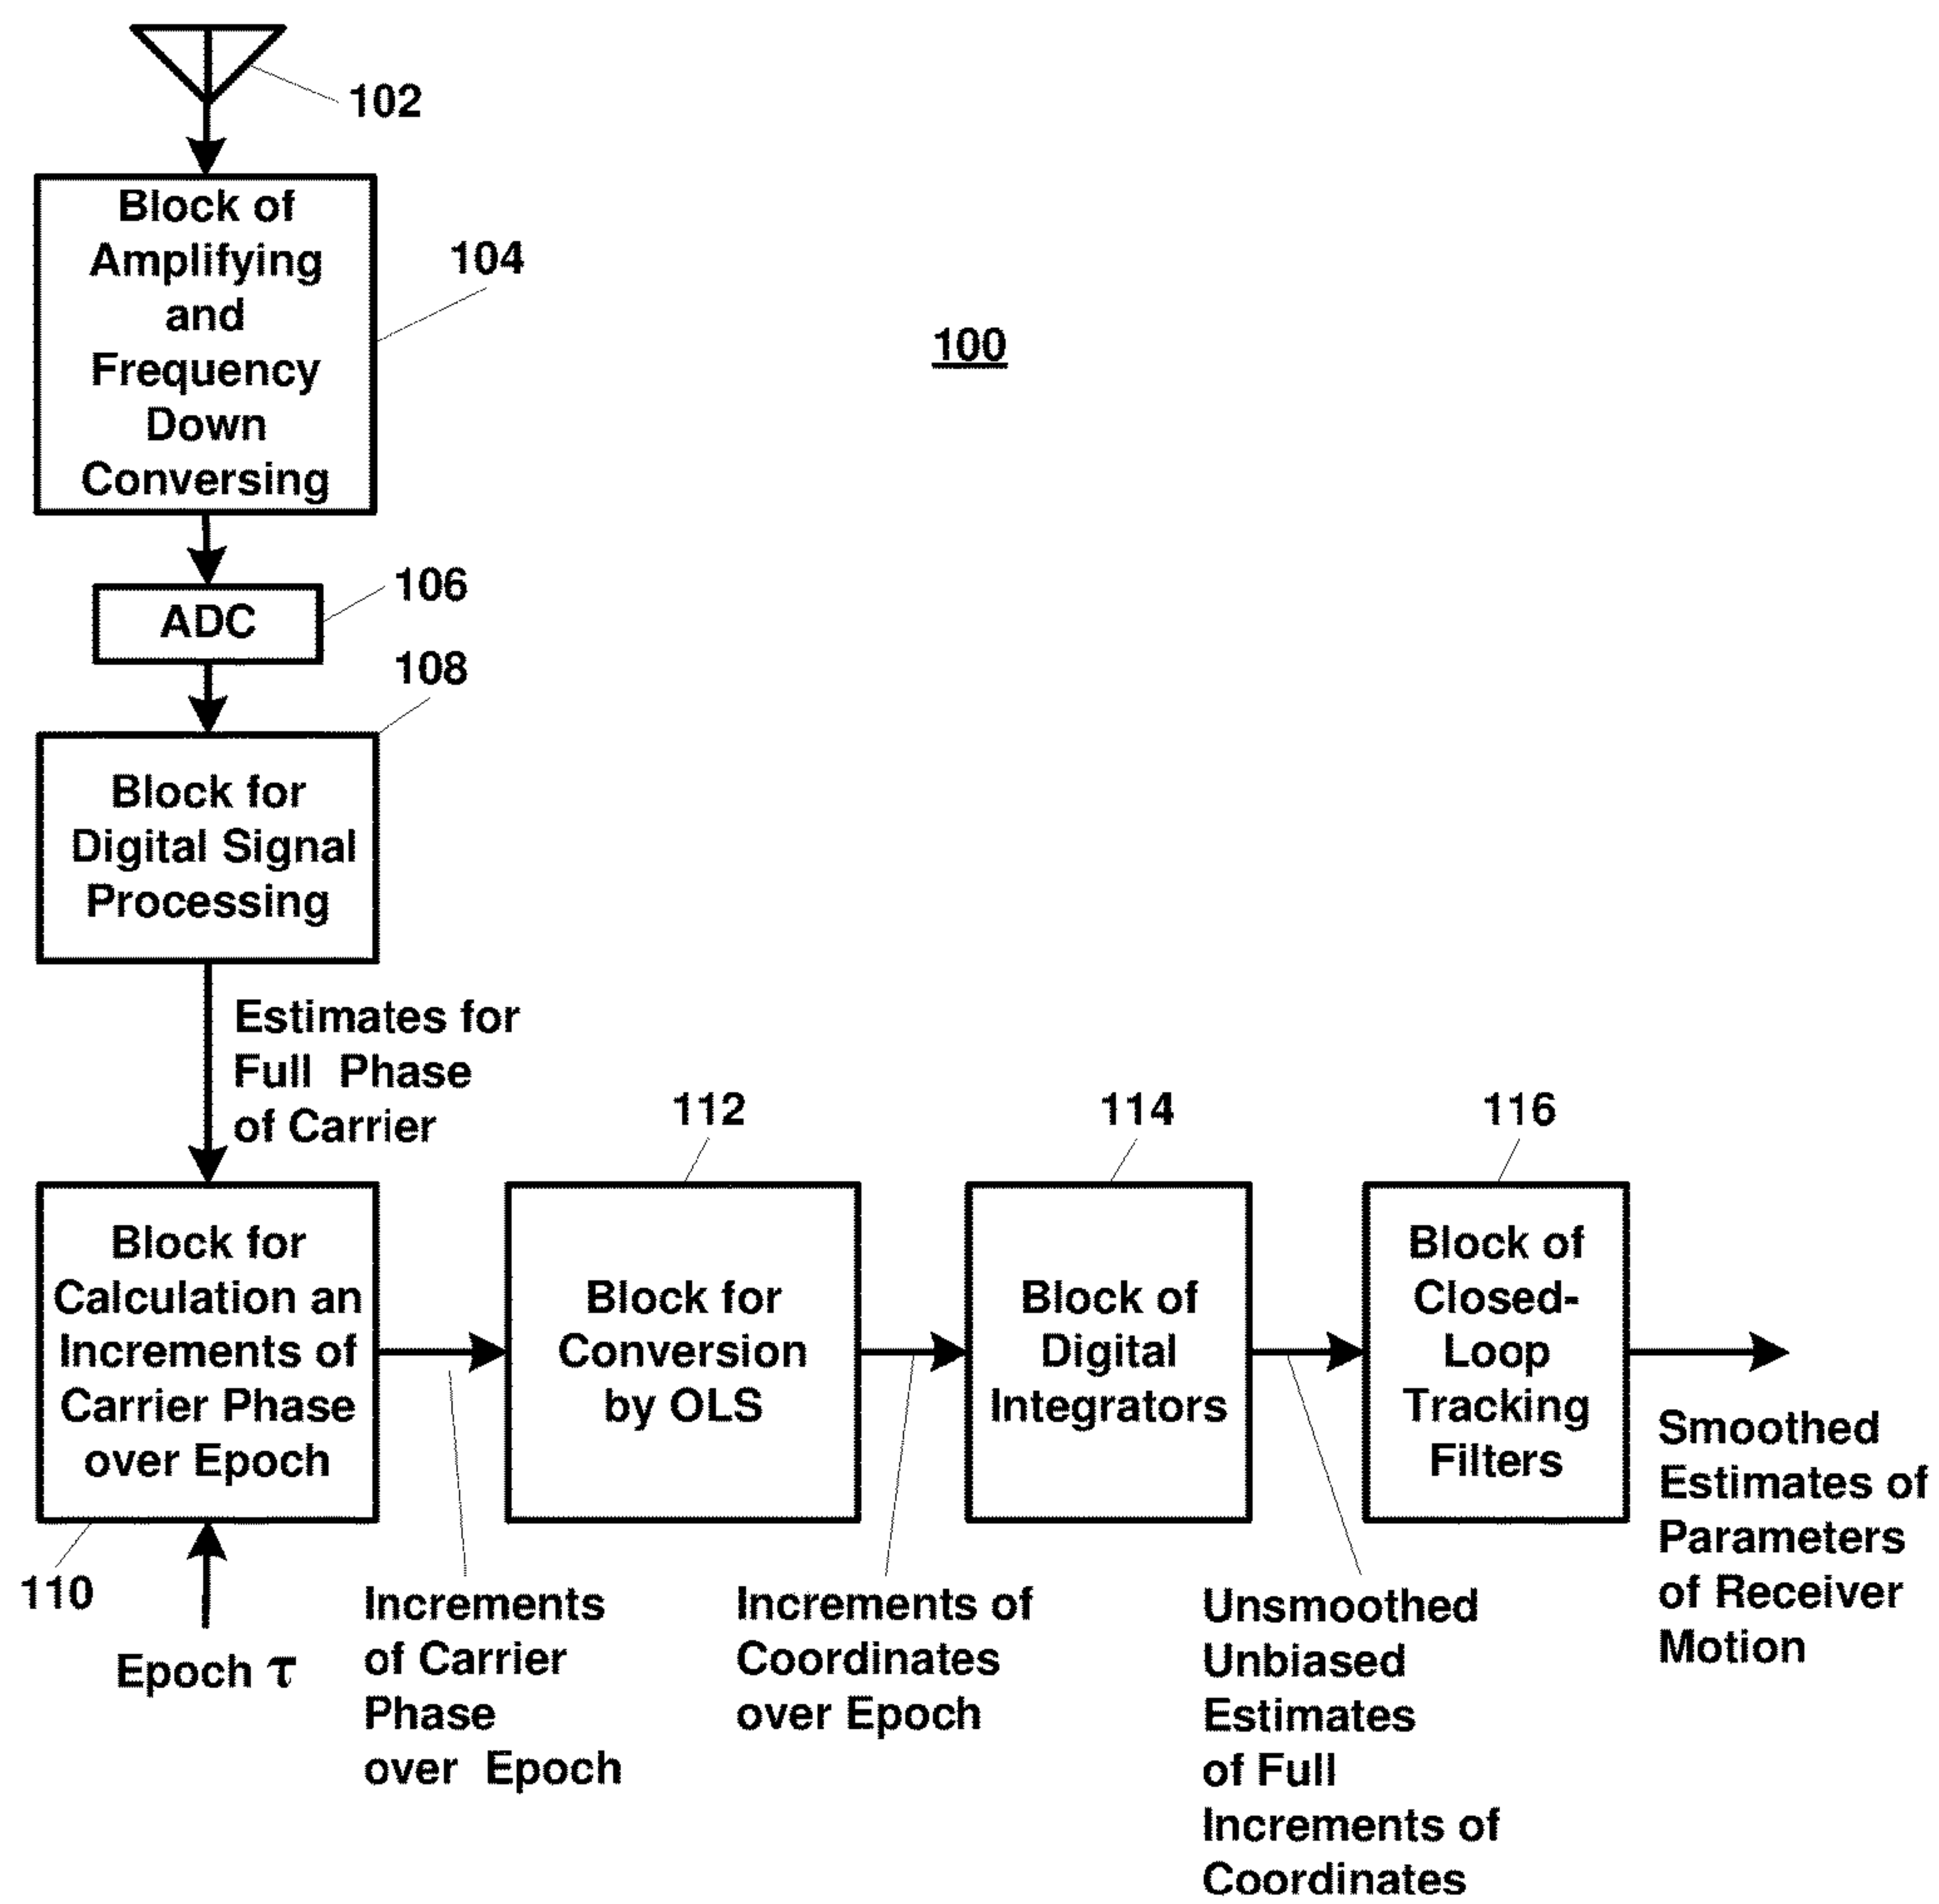 102
Block of
Amplifying
and
Frequency
Down
Conversing
104
100
ADC
106
108
Block for
Digital Signal
Processing
Estimates for
Full Phase
of Carrier
112
114
116
Block for
Calculation an
Increments of
Carrier Phase
over Epoch
Block for
Conversion
by OLS
Block of
Digital
Integrators
Block of
Closed-
Loop
Tracking
Filters
110
Epoch τ
Increments
of Carrier
Phase
over Epoch
Increments of
Coordinates
over Epoch
Unsmoothed
Unbiased
Estimates
of Full
Increments of
Coordinates
Smoothed
Estimates of
Parameters
of Receiver
Motion